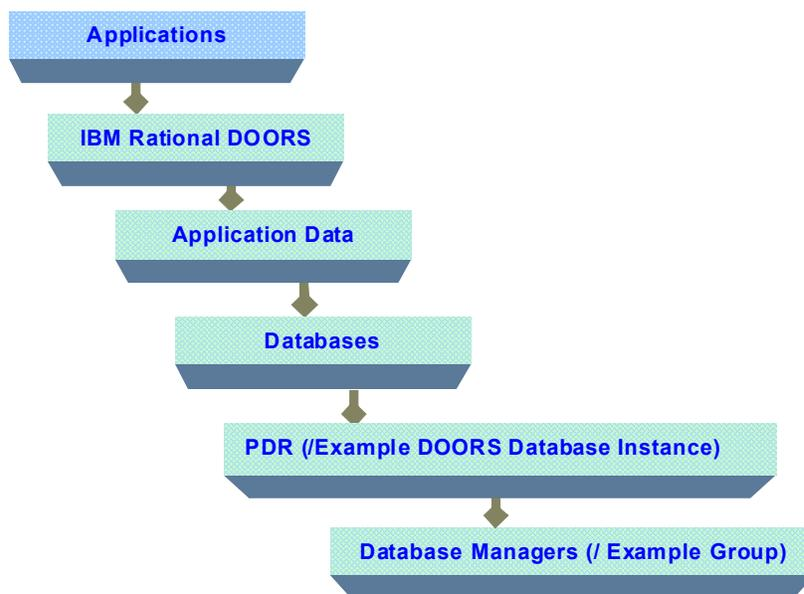 Applications
IBM Rational DOORS
Application Data
Databases
PDR (/Example DOORS Database Instance)
Database Managers (/ Example Group)